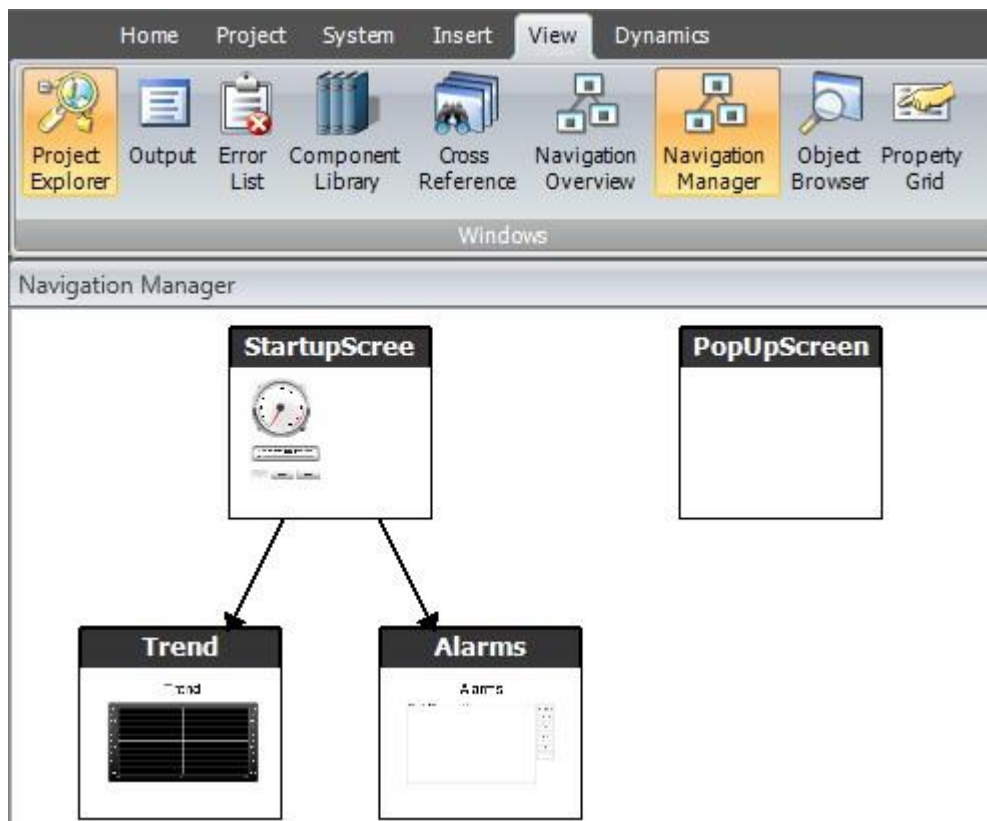 Home Project System Insert View Dynamics
Project Explorer
Output
Error List
Component Library
Cross Reference
Navigation Overview
Navigation Manager
Object Browser
Property Grid
Windows
Navigation Manager
StartupScree
PopUpScreen
Trend
Alarms
Trend
Alarms